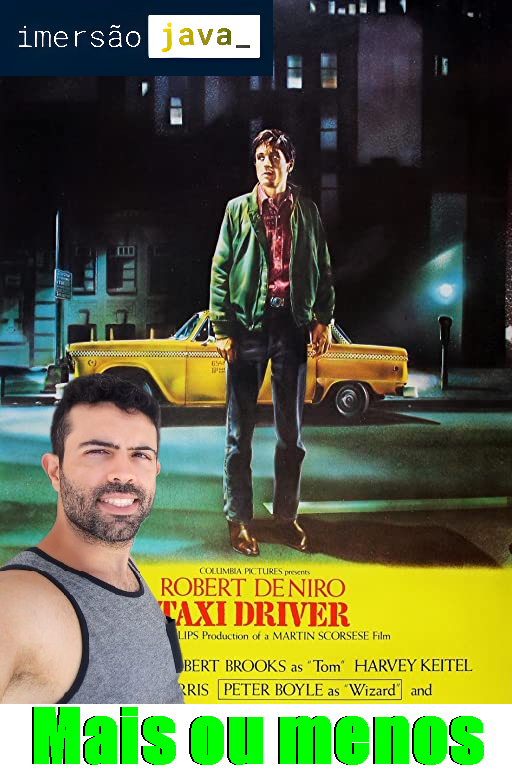 imersão java_
COLUMBIA PICTURES presents
ROBERT DE NIRO
TAXI DRIVER
LIPS Production of a MARTIN SCORSESE Film
BERT BROOKS as "Tom" HARVEY KEITEL
RRIS PETER BOYLE as "Wizard" and
Mais ou menos